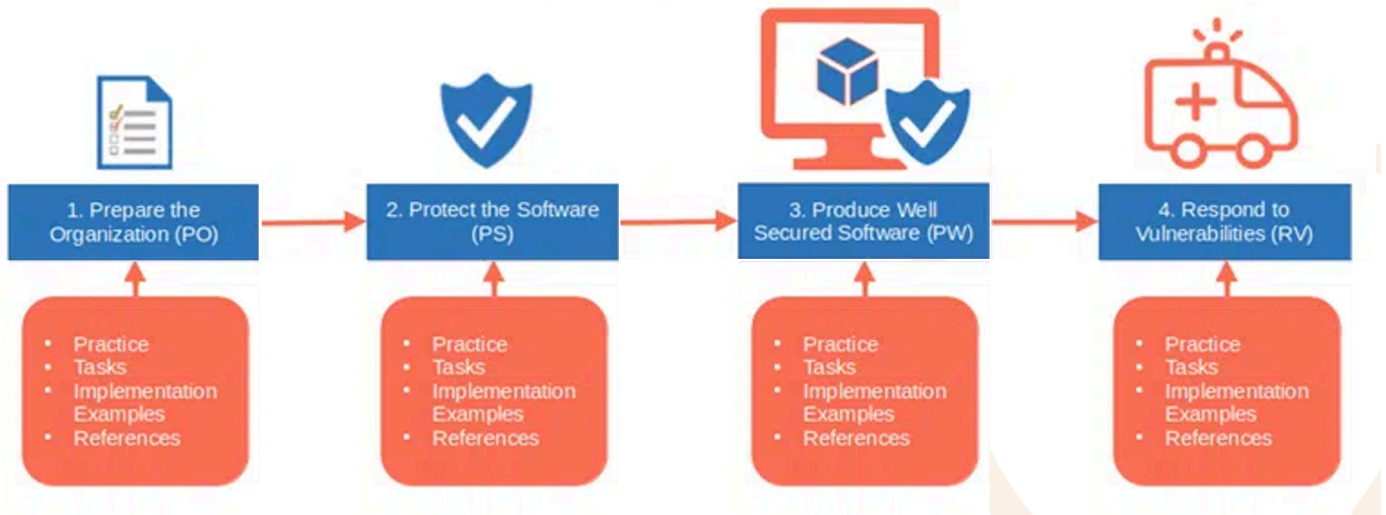 1. Prepare the
Organization (PO)
2. Protect the Software
(PS)
3. Produce Well
Secured Software (PW)
4. Respond to
Vulnerabilities (RV)
• Practice
• Tasks
• Implementation
Examples
• References
• Practice
• Tasks
• Implementation
Examples
• References
• Practice
• Tasks
• Implementation
Examples
• References
• Practice
• Tasks
• Implementation
Examples
• References